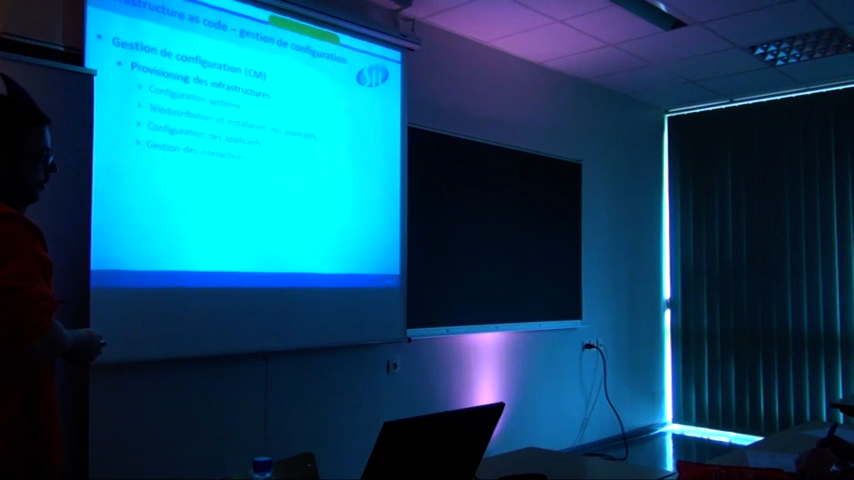 nfrastructure as code – gestion de configuration
Gestion de configuration (CM)
Provisioning des infrastructures
Configuration système
Télédistribution et installation des applicatifs
Configuration des applicatifs
Gestion des interactions